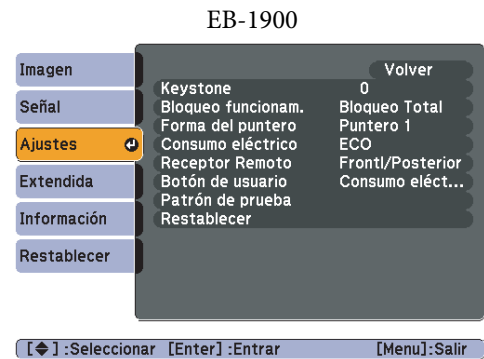 EB-1900
Imagen
Señal
Ajustes
Extendida
Información
Restablecer
Volver
Keystone 0
Bloqueo funcionam. Bloqueo Total
Forma del puntero Puntero 1
Consumo eléctrico ECO
Receptor Remoto Frontl/Posterior
Botón de usuario Consumo eléct...
Patrón de prueba
Restablecer
[◆] :Seleccionar [Enter] :Entrar [Menu]:Salir